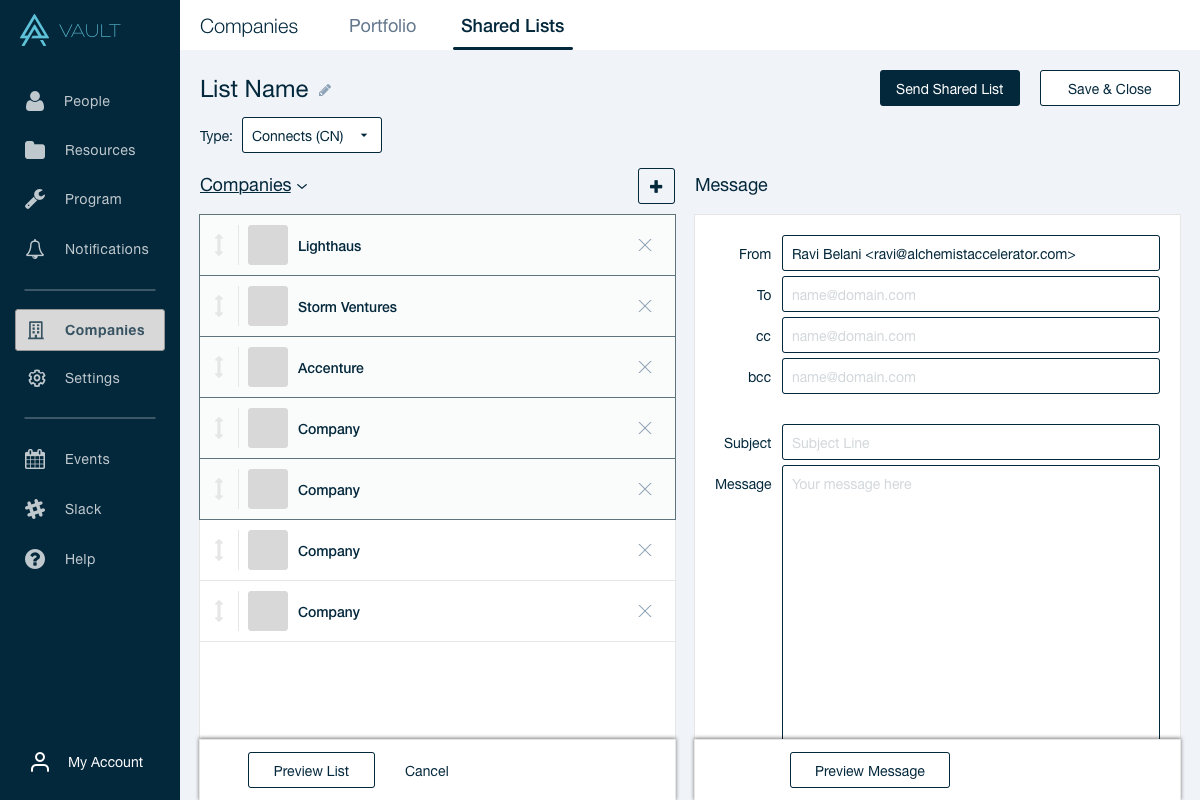 VAULT
People
Resources
Program
Notifications
Companies
Settings
Events
Slack
Help
My Account
Companies
Portfolio
Shared Lists
List Name
Send Shared List
Save & Close
Type:
Connects (CN)
Companies
Lighthaus
Storm Ventures
Accenture
Company
Company
Company
Company
Preview List
Cancel
Message
From
Ravi Belani <ravi@alchemistaccelerator.com>
To
name@domain.com
cc
name@domain.com
bcc
name@domain.com
Subject
Subject Line
Message
Your message here
Preview Message